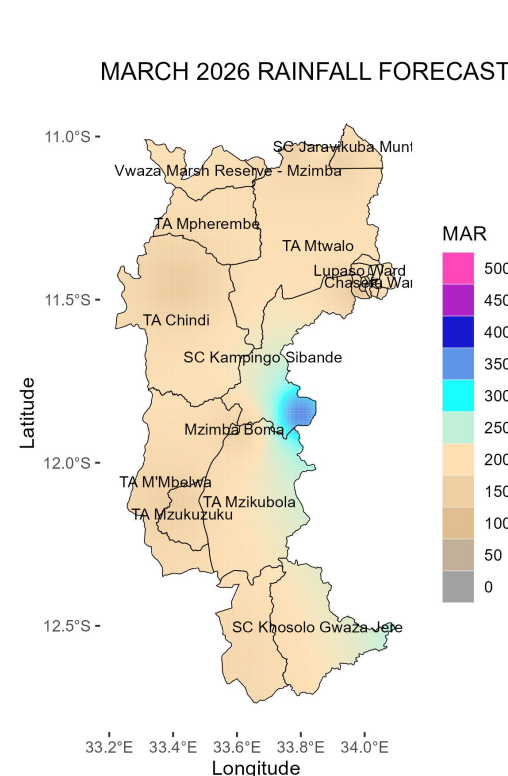 MARCH 2026 RAINFALL FORECAST
11.0°S
11.5°S
12.0°S
12.5°S
Latitude
SC Jaravikuba Munt
Vwaza Marsh Reserve - Mzimba
TA Mpherembe
TA Mtwalo
Lupaso Ward
TA Chindi
SC Kampingo Sibande
Mzimba Boma
TA M'Mbelwa
TA Mzikubola
TA Mzukuzuku
SC Khosolo Gwaza Jere
33.2°E 33.4°E 33.6°E 33.8°E 34.0°E
Longitude
MAR
500
450
400
350
300
250
200
150
100
50
0